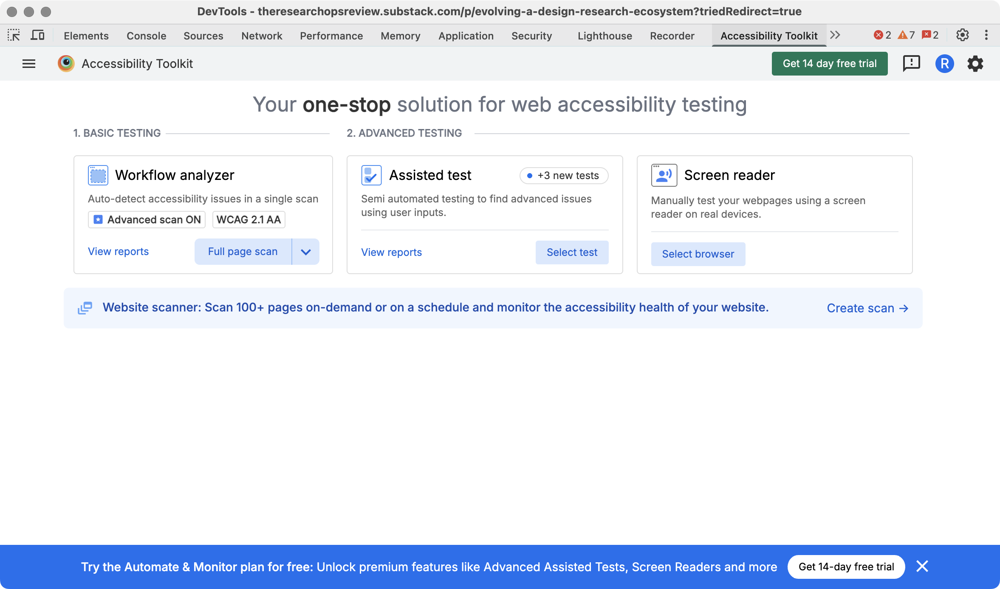 DevTools - theresearchopsreview.substack.com/p/evolving-a-design-research-ecosystem?triedRedirect=true
Elements Console Sources Network Performance Memory Application Security Lighthouse Recorder Accessibility Toolkit 2 7 2
Accessibility Toolkit Get 14 day free trial R
Your one-stop solution for web accessibility testing
1. BASIC TESTING
2. ADVANCED TESTING
Workflow analyzer
Auto-detect accessibility issues in a single scan
Advanced scan ON WCAG 2.1 AA
View reports Full page scan
Assisted test +3 new tests
Semi automated testing to find advanced issues
using user inputs.
View reports Select test
Screen reader
Manually test your webpages using a screen
reader on real devices.
Select browser
Website scanner: Scan 100+ pages on-demand or on a schedule and monitor the accessibility health of your website. Create scan →
Try the Automate & Monitor plan for free: Unlock premium features like Advanced Assisted Tests, Screen Readers and more Get 14-day free trial